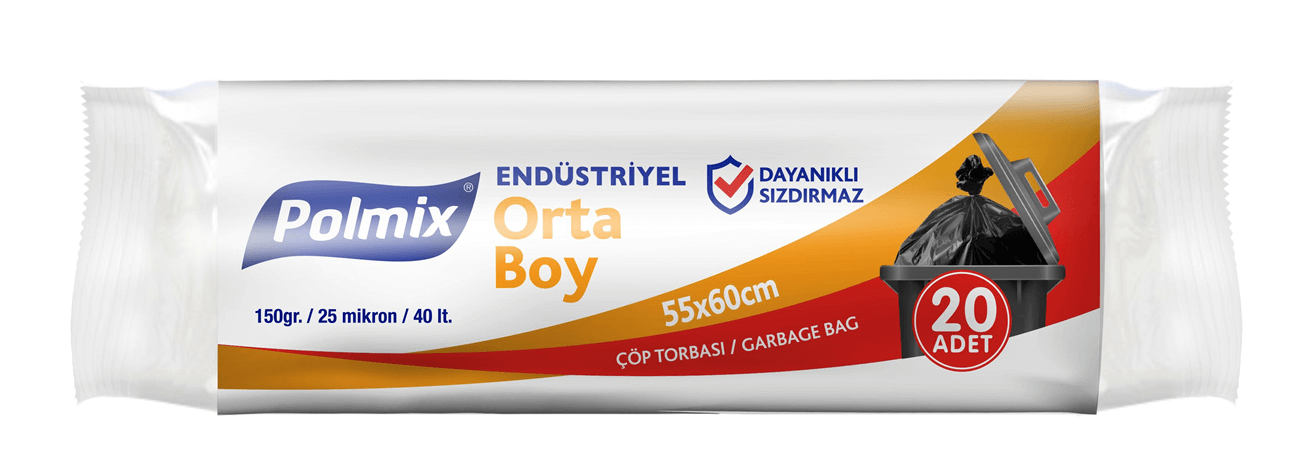 Polmix®
ENDÜSTRİYEL
Orta
Boy
DAYANIKLI
SIZDIRMAZ
150gr. / 25 mikron / 40 lt.
55x60cm
ÇÖP TORBASI / GARBAGE BAG
20
ADET